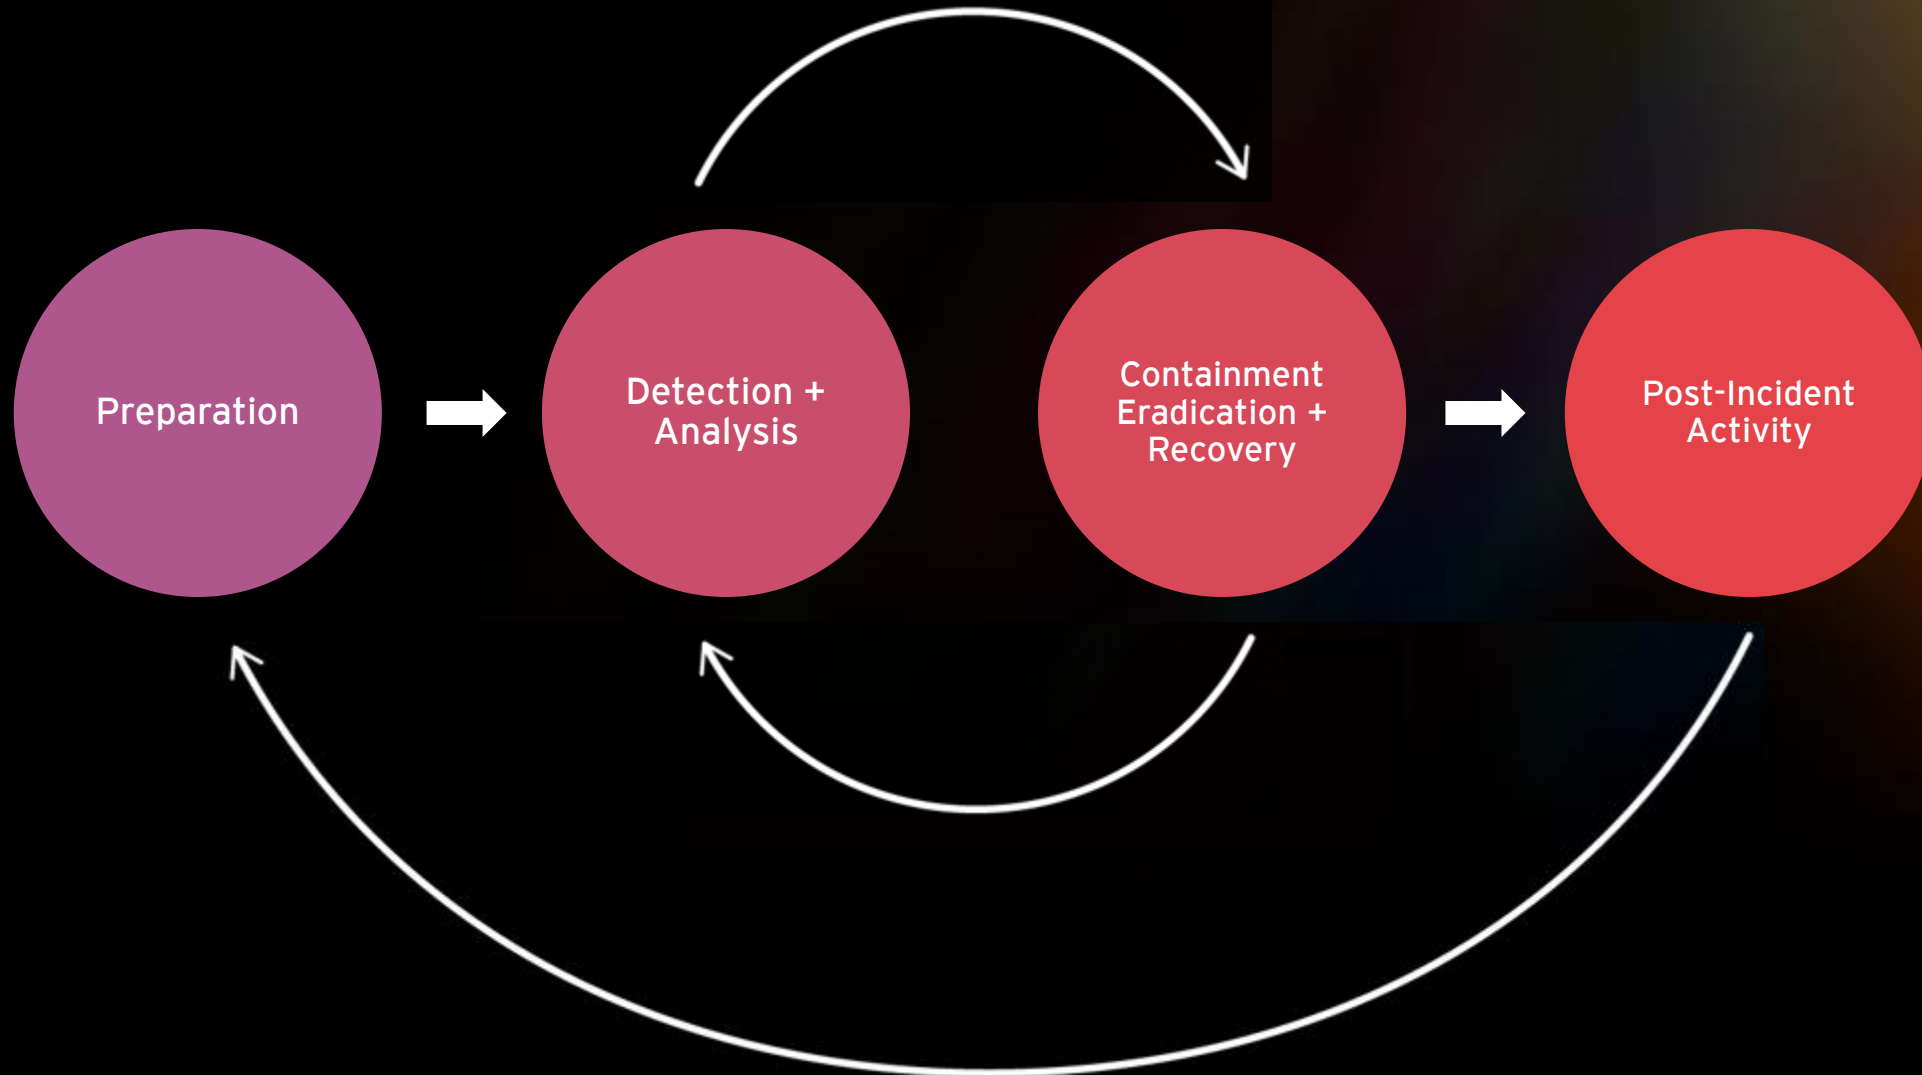 Preparation
Detection +
Analysis
Containment
Eradication +
Recovery
Post-Incident
Activity